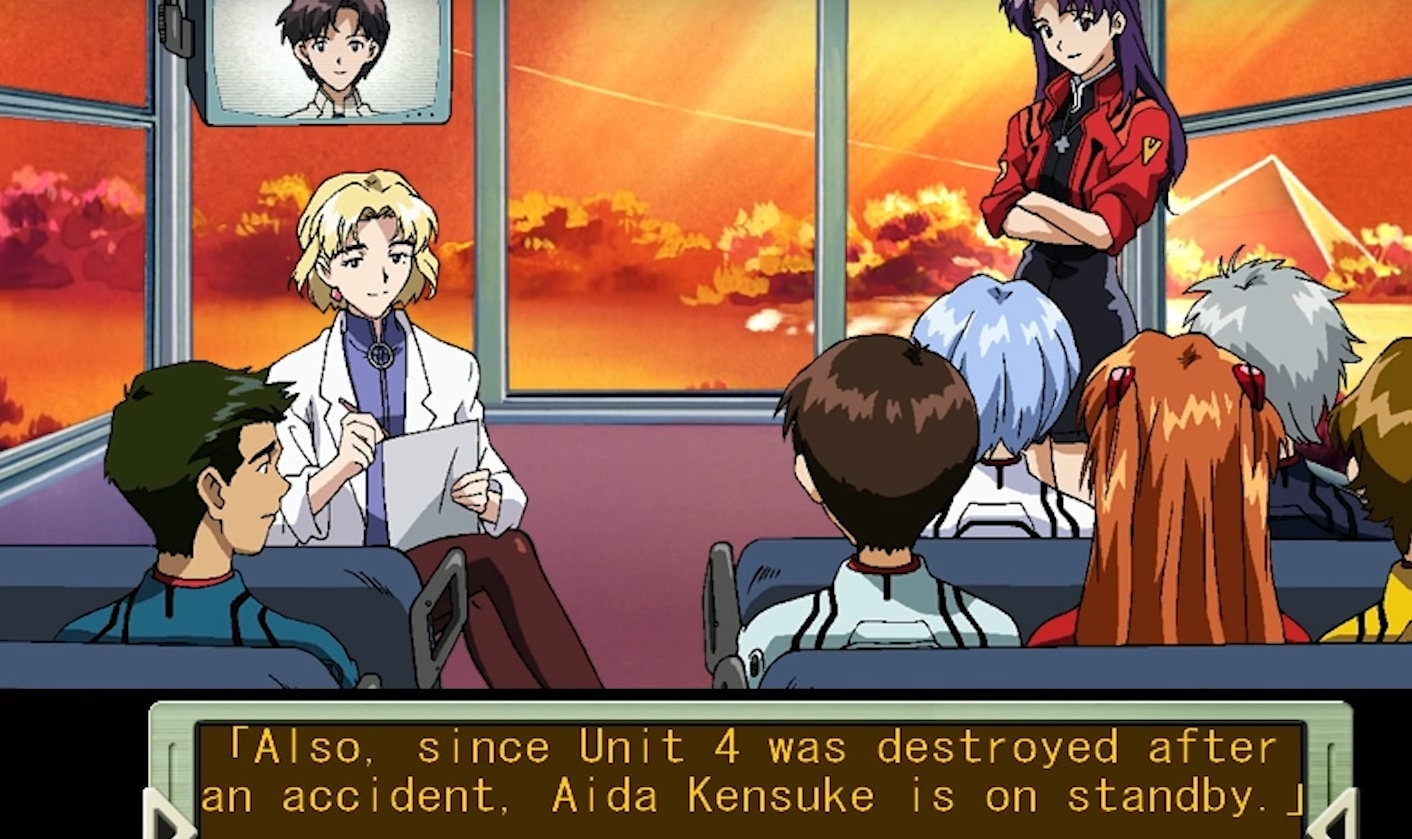 「Also, since Unit 4 was destroyed after
an accident, Aida Kensuke is on standby.」